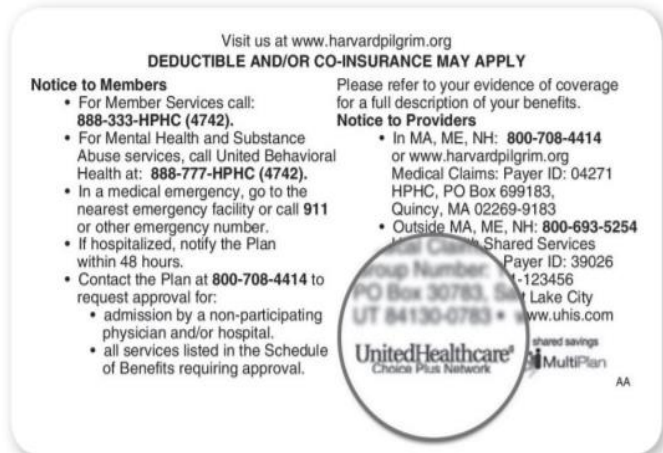 Visit us at www.harvardpilgrim.org
DEDUCTIBLE AND/OR CO-INSURANCE MAY APPLY
Notice to Members
• For Member Services call:
888-333-HPHC (4742).
• For Mental Health and Substance
Abuse services, call United Behavioral
Health at: 888-777-HPHC (4742).
• In a medical emergency, go to the
nearest emergency facility or call 911
or other emergency number.
• If hospitalized, notify the Plan
within 48 hours.
• Contact the Plan at 800-708-4414 to
request approval for:
• admission by a non-participating
physician and/or hospital.
• all services listed in the Schedule
of Benefits requiring approval.
Please refer to your evidence of coverage
for a full description of your benefits.
Notice to Providers
• In MA, ME, NH: 800-708-4414
or www.harvardpilgrim.org
Medical Claims: Payer ID: 04271
HPHC, PO Box 699183,
Quincy, MA 02269-9183
• Outside MA, ME, NH: 800-693-5254
Shared Services
Payer ID: 39026
Group Number: -123456
PO Box 30783, Lake City
UT 84130-0783 • www.uhis.com
UnitedHealthcare®
Choice Plus Network
shared savings
MultiPlan
AA